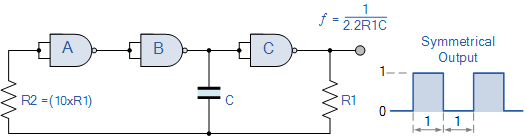 f = 1
2.2R1C
A
B
C
Symmetrical
Output
R2 =(10xR1)
C
R1
1
0
1 1